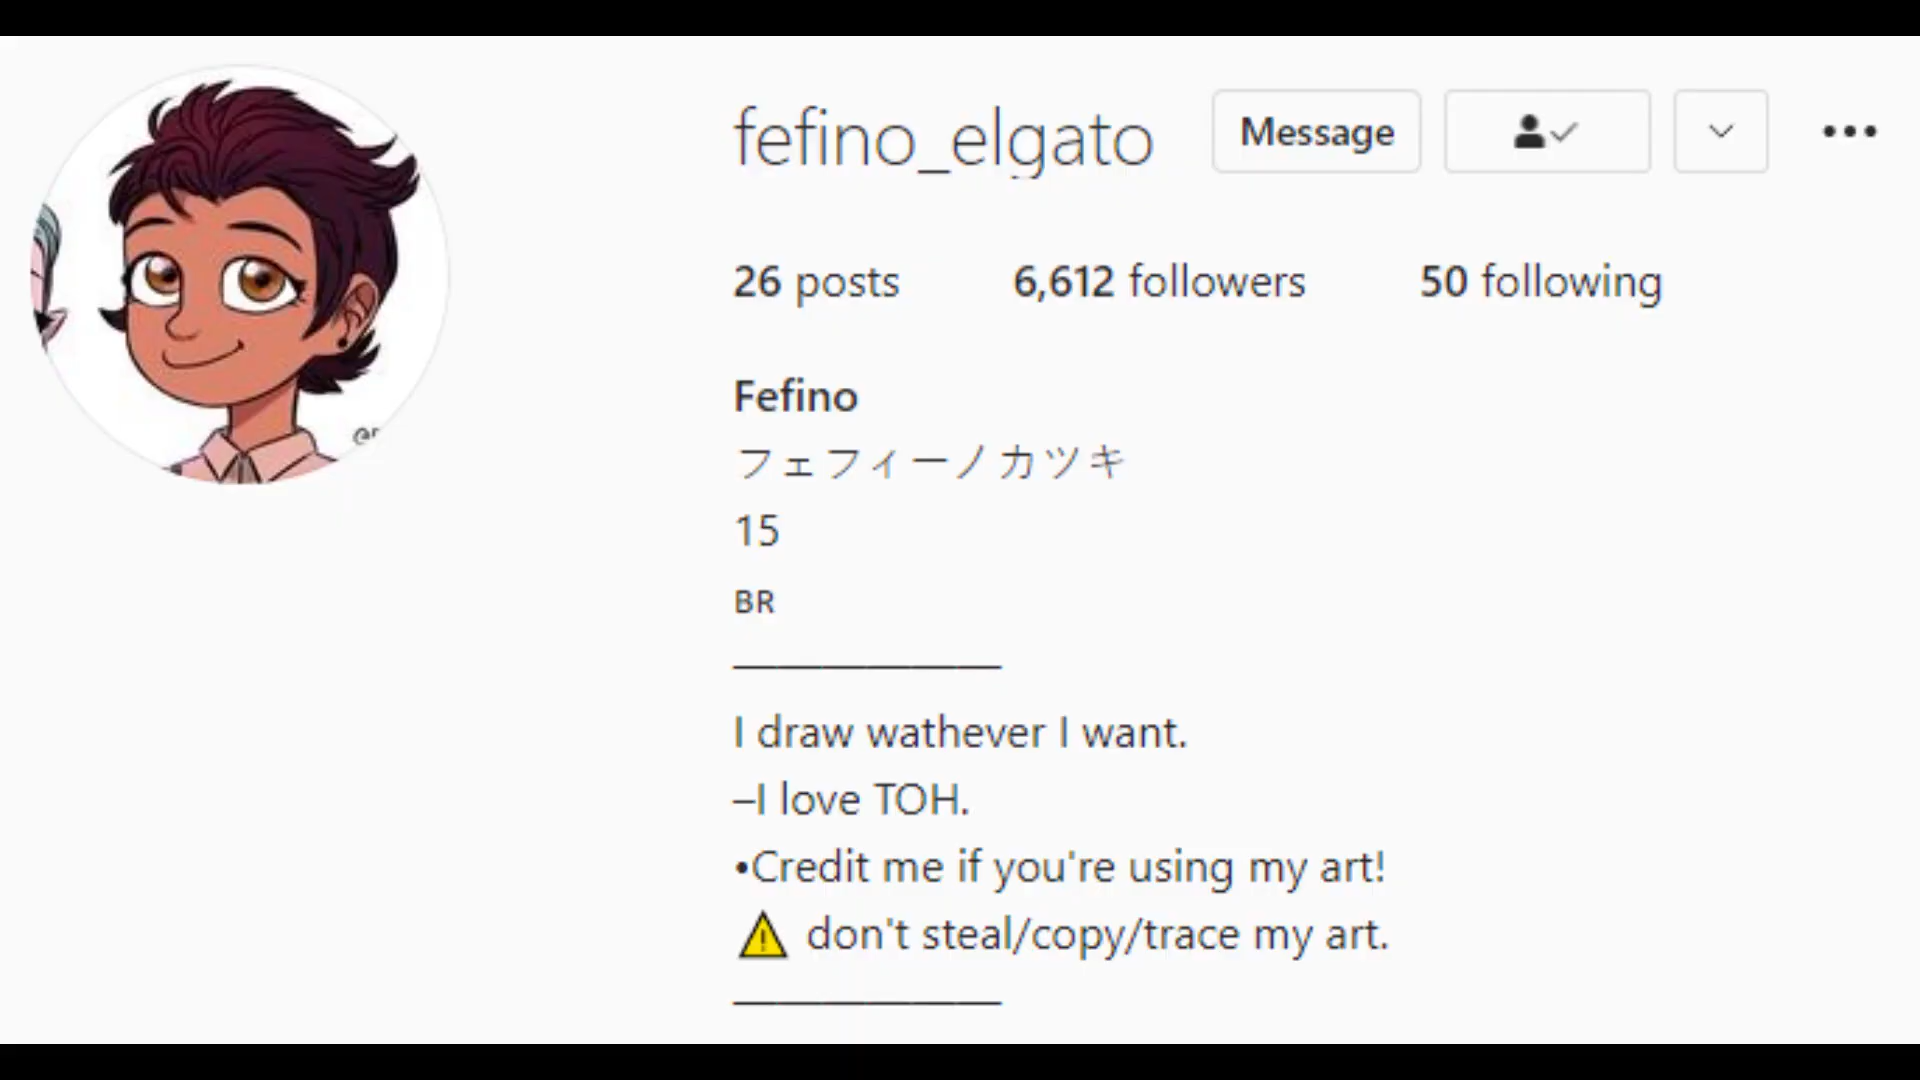 fefino_elgato Message
26 posts 6,612 followers 50 following
Fefino
フェフィーノカツキ
15
BR
I draw wathever I want.
–I love TOH.
•Credit me if you're using my art!
⚠ don't steal/copy/trace my art.